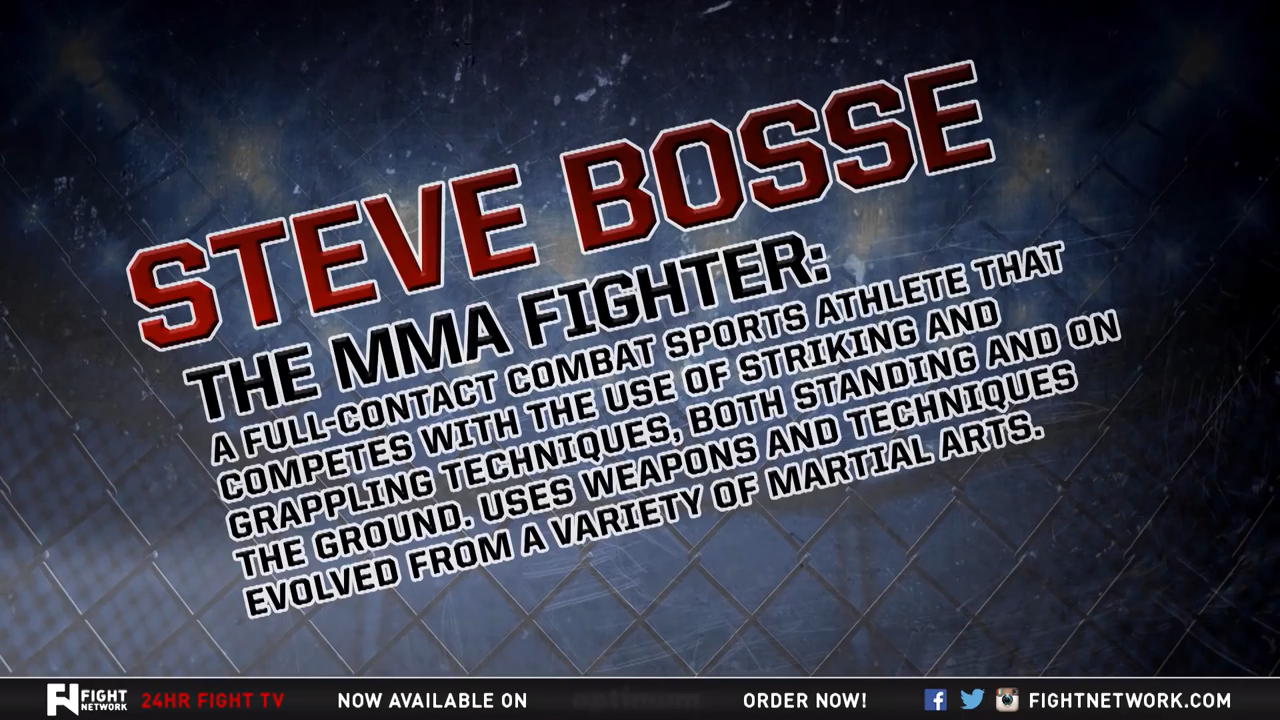 STEVE BOSSE
THE MMA FIGHTER:
A FULL-CONTACT COMBAT SPORTS ATHLETE THAT
COMPETES WITH THE USE OF STRIKING AND
GRAPPLING TECHNIQUES, BOTH STANDING AND ON
THE GROUND. USES WEAPONS AND TECHNIQUES
EVOLVED FROM A VARIETY OF MARTIAL ARTS.
FN FIGHT NETWORK 24HR FIGHT TV NOW AVAILABLE ON ORDER NOW! FIGHTNETWORK.COM